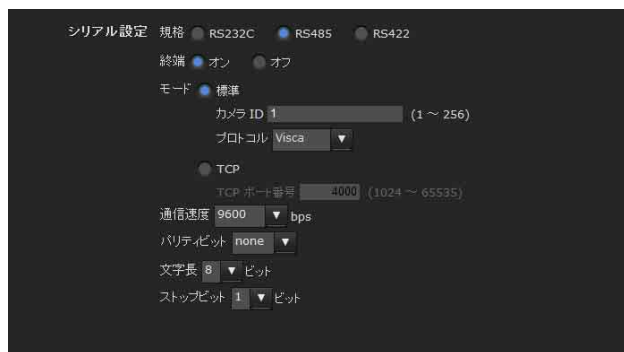 シリアル設定 規格 RS232C RS485 RS422
終端 オン オフ
モード 標準
カメラ ID 1 (1 ~ 256)
プロトコル Visca ▼
TCP
TCP ポート番号 4000 (1024 ~ 65535)
通信速度 9600 ▼ bps
パリティビット none ▼
文字長 8 ▼ ビット
ストップビット 1 ▼ ビット